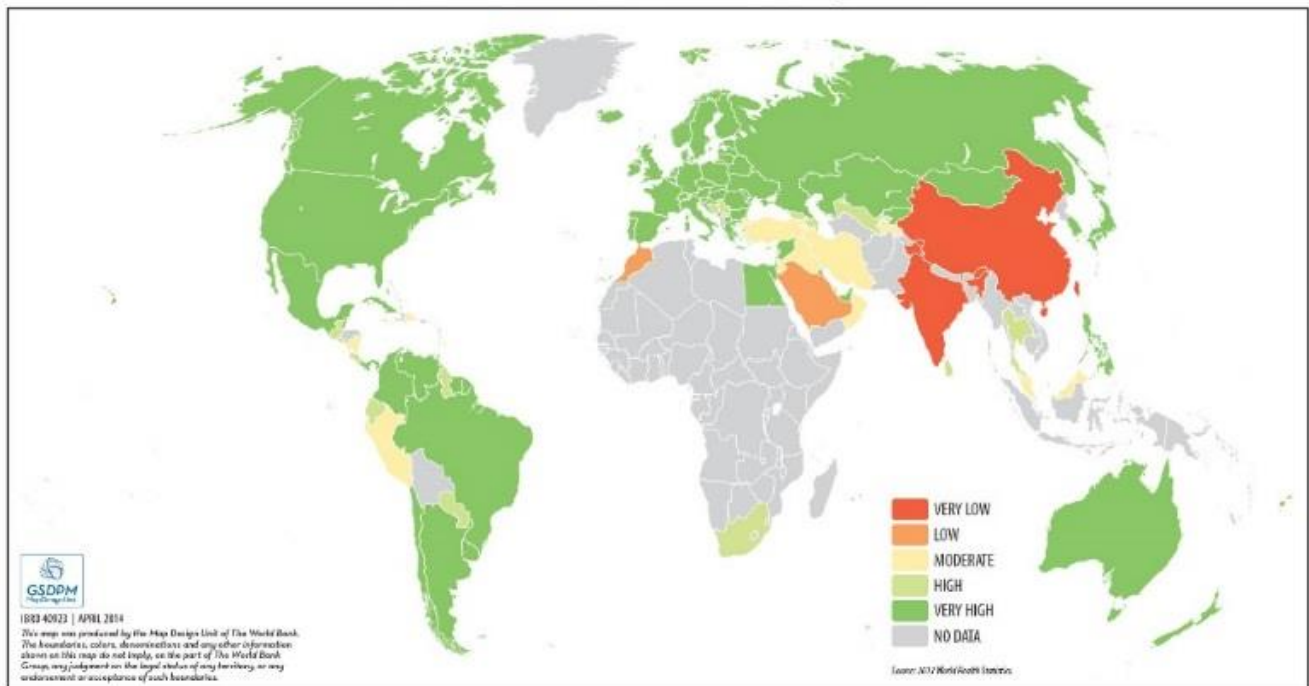 VERY LOW
LOW
MODERATE
HIGH
VERY HIGH
NO DATA
GSDPM
Map Design Unit
IBRD 40923 | APRIL 2014
This map was produced by the Map Design Unit of The World Bank.
The boundaries, colors, denominations and any other information
shown on this map do not imply, on the part of The World Bank
Group, any judgment on the legal status of any territory, or any
endorsement or acceptance of such boundaries.
Source: 2012 World Health Statistics